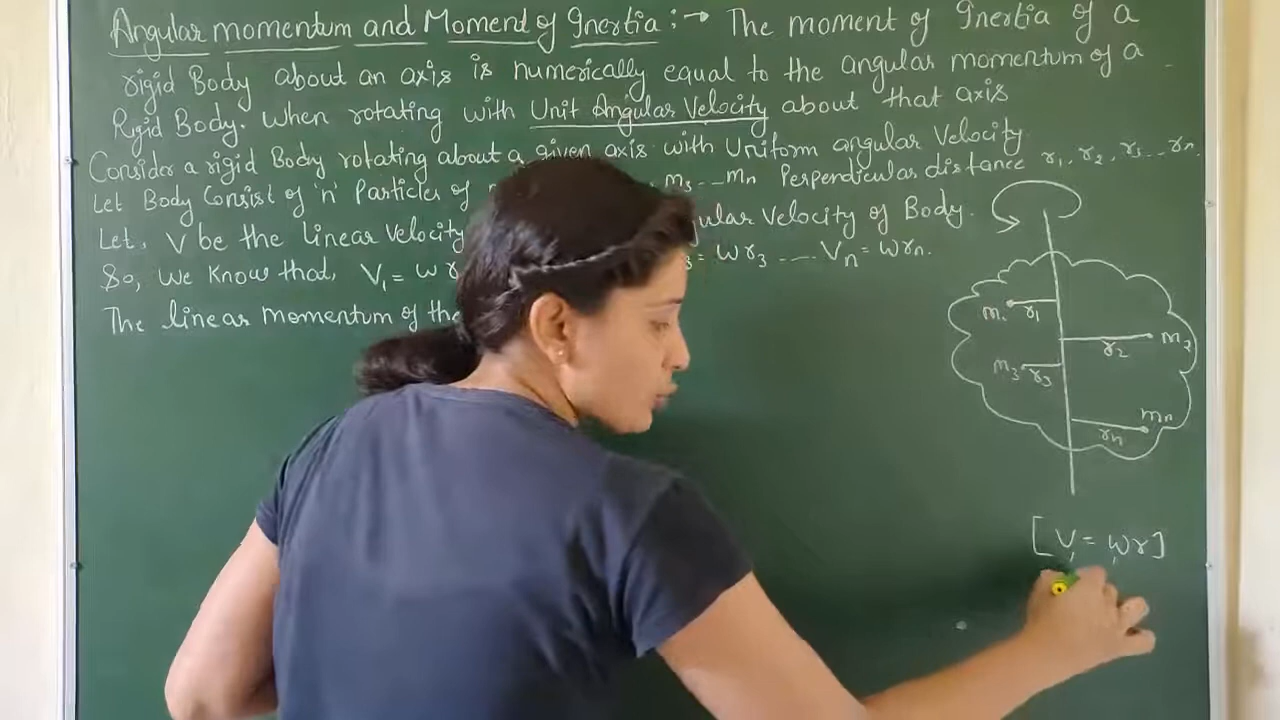 Angular momentum and Moment of Inertia :→ The moment of Inertia of a
rigid Body about an axis is numerically equal to the angular momentum of a
Rigid Body. When rotating with Unit Angular Velocity about that axis
Consider a rigid Body rotating about a given axis with Uniform angular Velocity
Let Body Consist of 'n' Particles of m3 -- mn Perpendicular distance r1, r2, r3 -- rn.
Let, V be the linear velocity Velocity of Body.
So, we know that, V1 = ω = ωr3 ---- Vn = ωrn.
The linear momentum of the
m1 r1
r2 m2
m3 r3
mn
rn
[V = ωr]